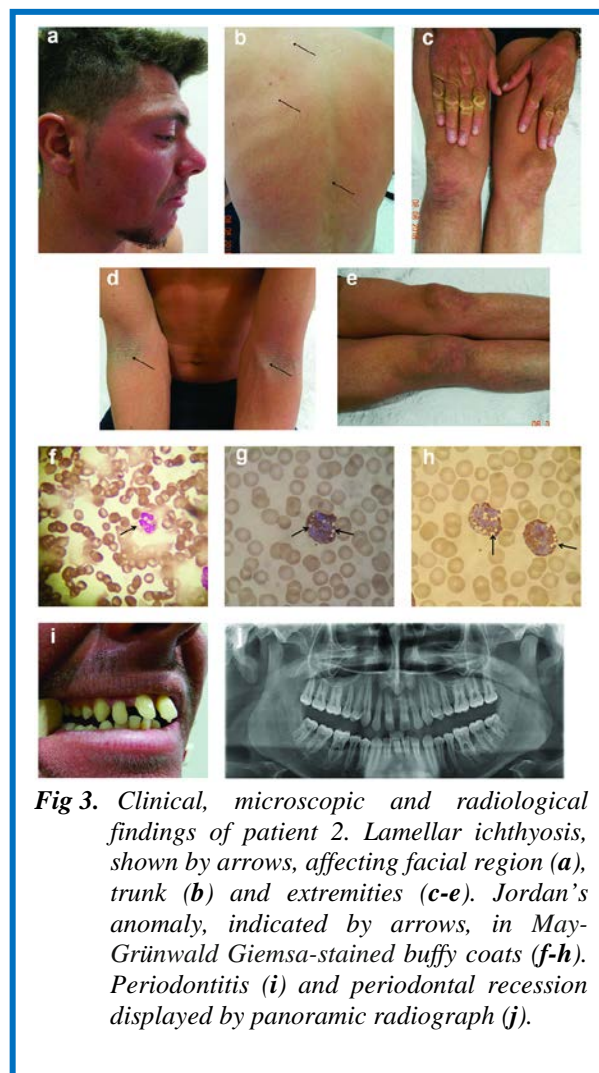 a
b
c
d
e
f
g
h
i
j
Fig 3. Clinical, microscopic and radiological
findings of patient 2. Lamellar ichthyosis,
shown by arrows, affecting facial region (a),
trunk (b) and extremities (c-e). Jordan's
anomaly, indicated by arrows, in May-
Grünwald Giemsa-stained buffy coats (f-h).
Periodontitis (i) and periodontal recession
displayed by panoramic radiograph (j).